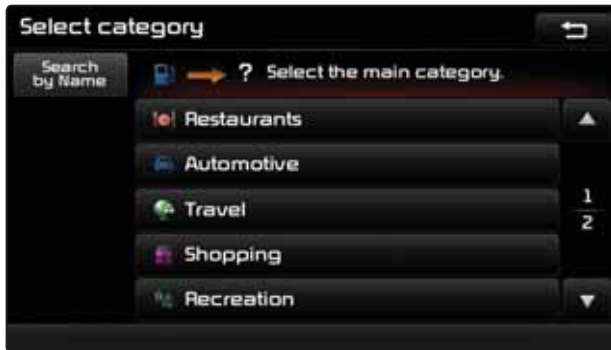 Select category
Search
by Name
? Select the main category.
Restaurants
Automotive
Travel
Shopping
Recreation
1
2